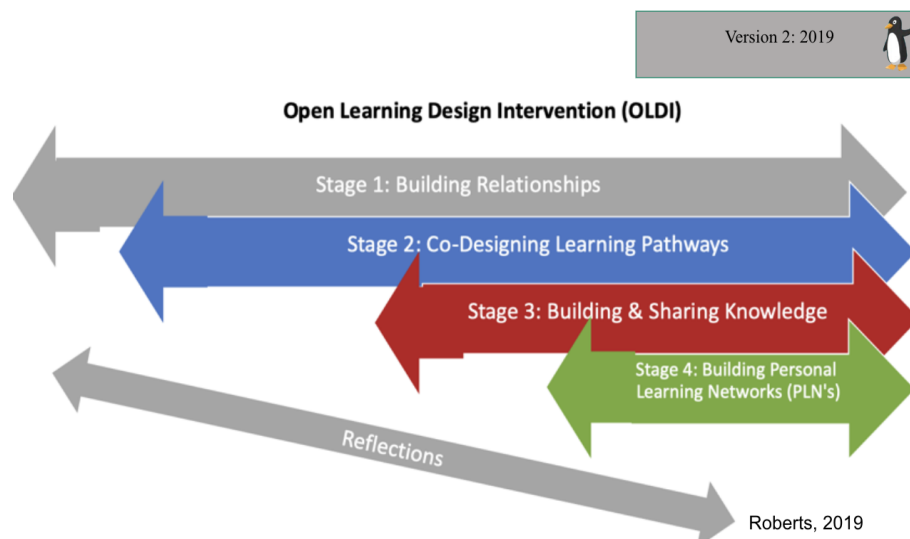 Version 2: 2019
Open Learning Design Intervention (OLDI)
Stage 1: Building Relationships
Stage 2: Co-Designing Learning Pathways
Stage 3: Building & Sharing Knowledge
Stage 4: Building Personal
Learning Networks (PLN's)
Reflections
Roberts, 2019